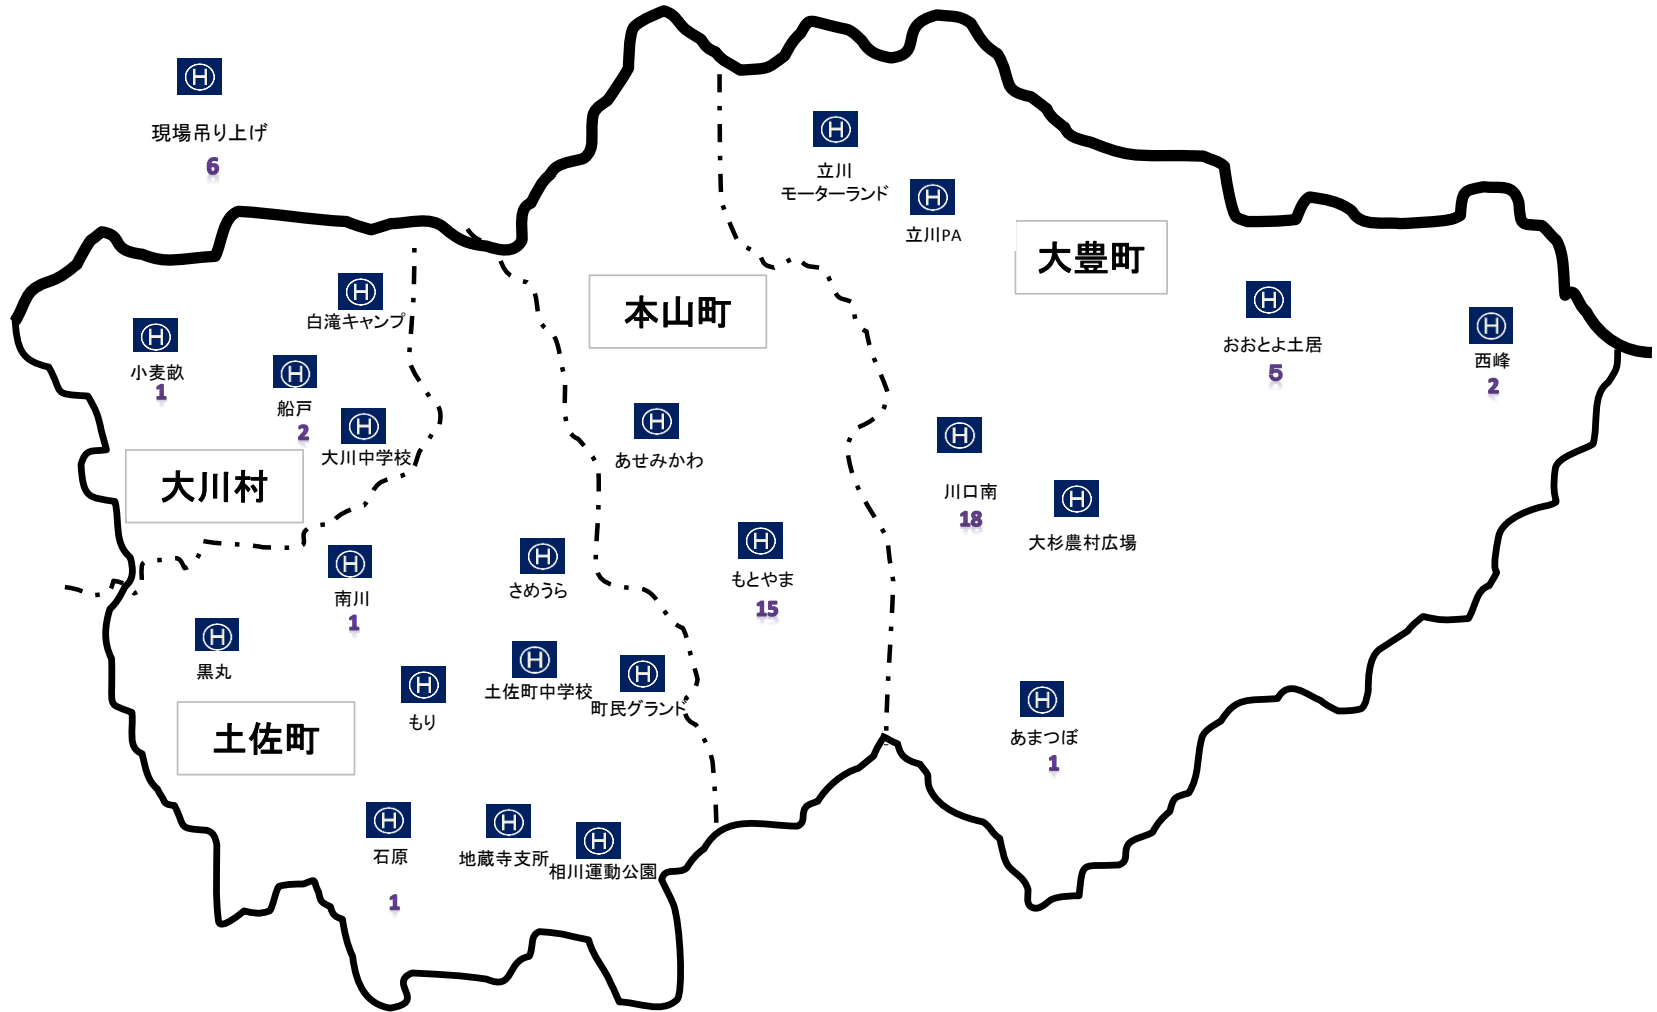 H
現場吊り上げ
6
H
立川
モーターランド
H
立川PA
大豊町
H
白滝キャンプ
本山町
H
おおとよ土居
5
H
西峰
2
H
小麦畝
1
H
船戸
2
H
大川中学校
H
あせみかわ
H
川口南
18
大川村
H
大杉農村広場
H
南川
1
H
さめうら
H
もとやま
15
H
黒丸
H
もり
H
土佐町中学校
H
町民グランド
H
あまつぼ
1
土佐町
H
石原
1
H
地蔵寺支所
H
相川運動公園